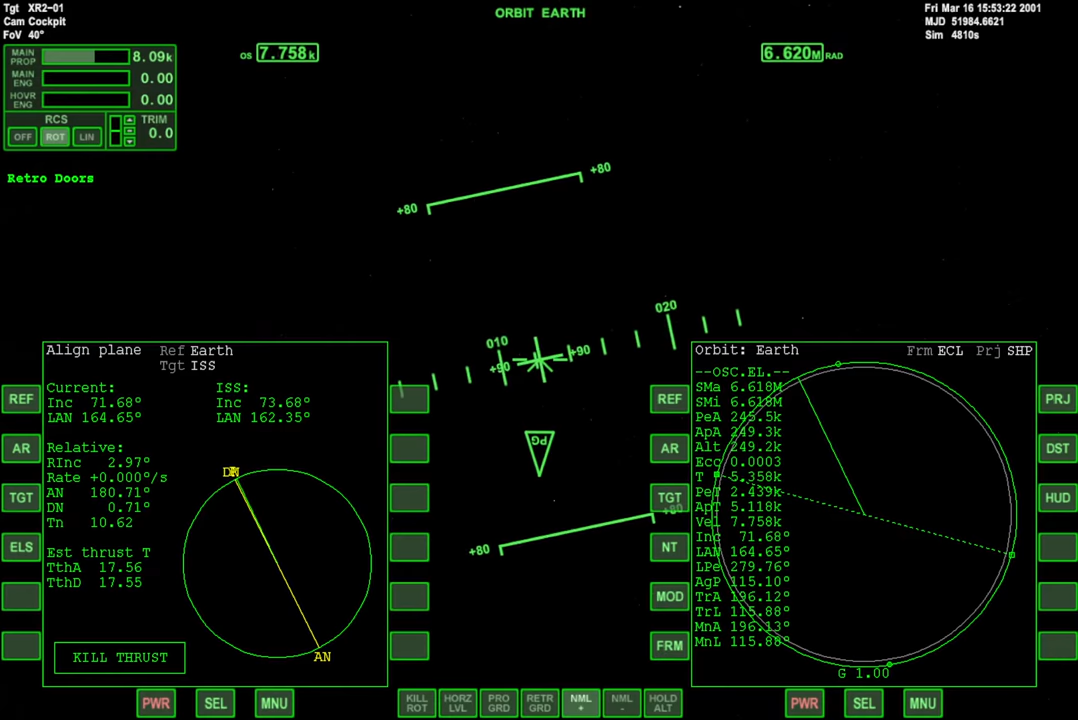 Tgt XR2-01
Cam Cockpit
FoV 40°
ORBIT EARTH
Fri Mar 16 15:53:22 2001
MJD 51984.6621
Sim 4810s
MAIN PROP 8.09k
MAIN ENG 0.00
HOVR ENG 0.00
RCS TRIM
OFF ROT LIN 0.0
OS 7.758k
6.620M RAD
Retro Doors
+80 +80
010 020
+90 +90
PG
+80 +80
Align plane Ref Earth
Tgt ISS
Current: ISS:
Inc 71.68° Inc 73.68°
LAN 164.65° LAN 162.35°
Relative:
RInc 2.97°
Rate +0.000°/s
AN 180.71°
DN 0.71°
Tn 10.62
Est thrust T
TthA 17.56
TthD 17.55
KILL THRUST
AN
REF
AR
TGT
ELS
PWR SEL MNU
Orbit: Earth Frm ECL Prj SHP
--OSC.EL.--
SMa 6.618M
SMi 6.618M
PeA 245.5k
ApA 249.3k
Alt 249.2k
Ecc 0.0003
T 5.358k
PeT 2.439k
ApT 5.118k
Vel 7.758k
Inc 71.68°
LAN 164.65°
LPe 279.76°
AgP 115.10°
TrA 196.12°
TrL 115.88°
MnA 196.13°
MnL 115.88°
G 1.00
REF
AR
TGT
NT
MOD
FRM
PRJ
DST
HUD
PWR SEL MNU
KILL ROT
HORZ LVL
PRO GRD
RETR GRD
NML +
NML -
HOLD ALT